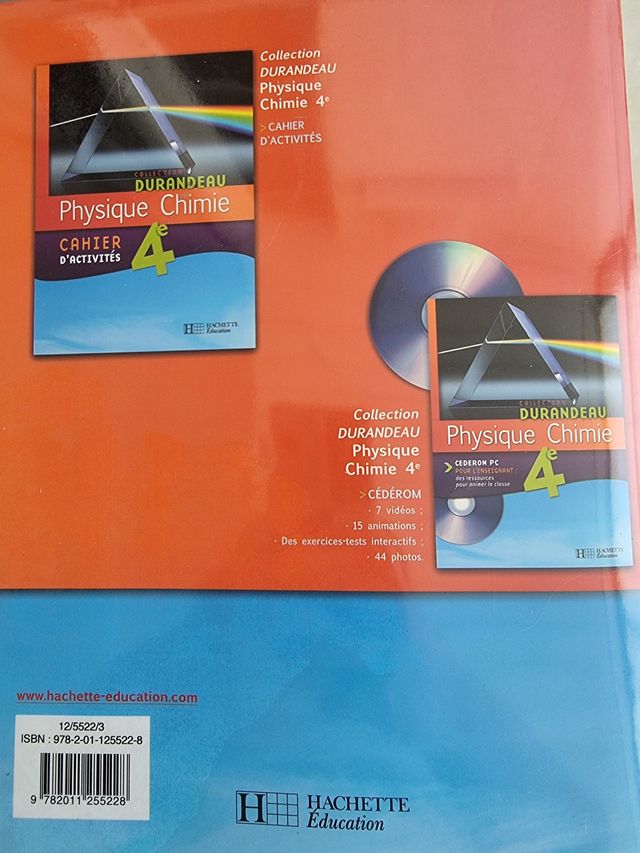 Collection
DURANDEAU
Physique
Chimie 4e
> CAHIER
D'ACTIVITÉS
COLLECTION
DURANDEAU
Physique Chimie
4e
CAHIER
D'ACTIVITÉS
HACHETTE
Éducation
Collection
DURANDEAU
Physique
Chimie 4e
> CÉDÉROM
· 7 vidéos ;
· 15 animations ;
· Des exercices-tests interactifs ;
· 44 photos.
COLLECTION
DURANDEAU
Physique Chimie
4e
CEDEROM PC
POUR L'ENSEIGNANT :
des ressources
pour animer la classe
HACHETTE
Éducation
www.hachette-education.com
12/5522/3
ISBN : 978-2-01-125522-8
9 782011 255228
H HACHETTE
Éducation